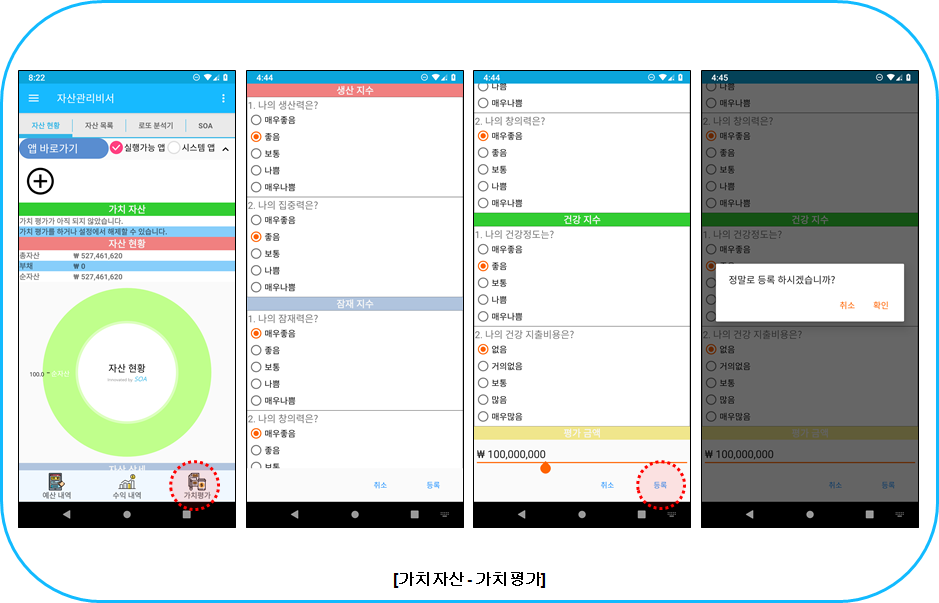 8:22
자산관리비서
자산 현황 자산 목록 로또 분석기 SOA
앱 바로가기 실행가능 앱 시스템 앱
가치 자산
가치 평가가 아직 되지 않았습니다.
가치 평가를 하거나 설정에서 해제할 수 있습니다.
자산 현황
총자산 ₩ 527,461,620
부채 ₩ 0
순자산 ₩ 527,461,620
자산 현황
Innovated by SOA
100.0
총자산
자산 상세
예산 내역 수익 내역 가치평가
4:44
생산 지수
1. 나의 생산력은?
매우좋음
좋음
보통
나쁨
매우나쁨
2. 나의 집중력은?
매우좋음
좋음
보통
나쁨
매우나쁨
잠재 지수
1. 나의 잠재력은?
매우좋음
좋음
보통
나쁨
매우나쁨
2. 나의 창의력은?
매우좋음
좋음
보통
취소 등록
4:44
나쁨
매우나쁨
2. 나의 창의력은?
매우좋음
좋음
보통
나쁨
매우나쁨
건강 지수
1. 나의 건강정도는?
매우좋음
좋음
보통
나쁨
매우나쁨
2. 나의 건강 지출비용은?
없음
거의없음
보통
많음
매우많음
평가 금액
₩ 100,000,000
취소 등록
4:45
나쁨
매우나쁨
2. 나의 창의력은?
매우좋음
좋음
보통
나쁨
매우나쁨
건강 지수
1. 나의 건강정도는?
매우좋음
정말로 등록 하시겠습니까?
취소 확인
2. 나의 건강 지출비용은?
없음
거의없음
보통
많음
매우많음
평가 금액
₩ 100,000,000
취소 등록
[가치 자산 - 가치 평가]